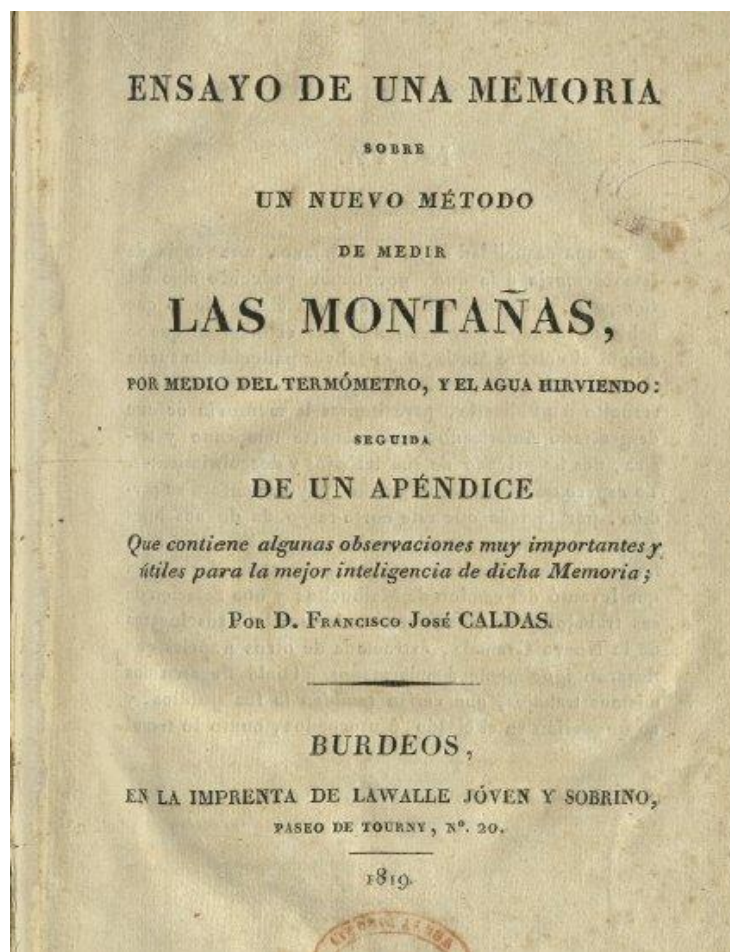 ENSAYO DE UNA MEMORIA
SOBRE
UN NUEVO MÉTODO
DE MEDIR
LAS MONTAÑAS,
POR MEDIO DEL TERMÓMETRO, Y EL AGUA HIRVIENDO:
SEGUIDA
DE UN APÉNDICE
Que contiene algunas observaciones muy importantes y
útiles para la mejor inteligencia de dicha Memoria;
POR D. FRANCISCO JOSÉ CALDAS.
BURDEOS,
EN LA IMPRENTA DE LAWALLE JÓVEN Y SOBRINO,
PASEO DE TOURNY, Nº. 20.
1819.